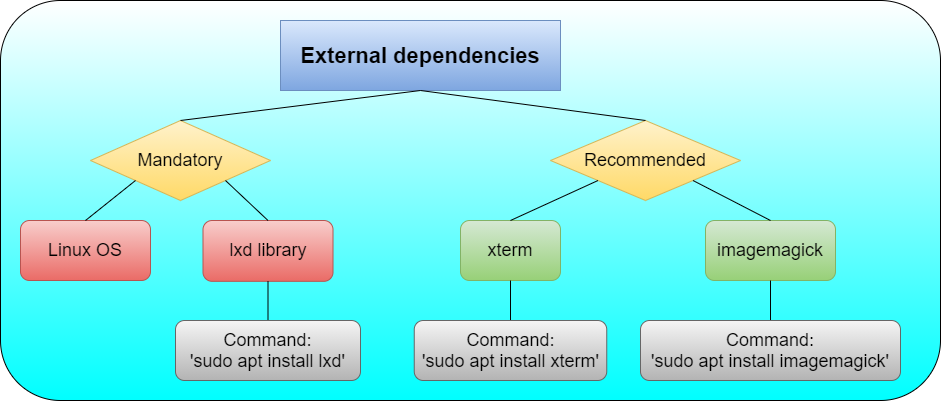 External dependencies
Mandatory
Recommended
Linux OS
lxd library
xterm
imagemagick
Command:
'sudo apt install lxd'
Command:
'sudo apt install xterm'
Command:
'sudo apt install imagemagick'